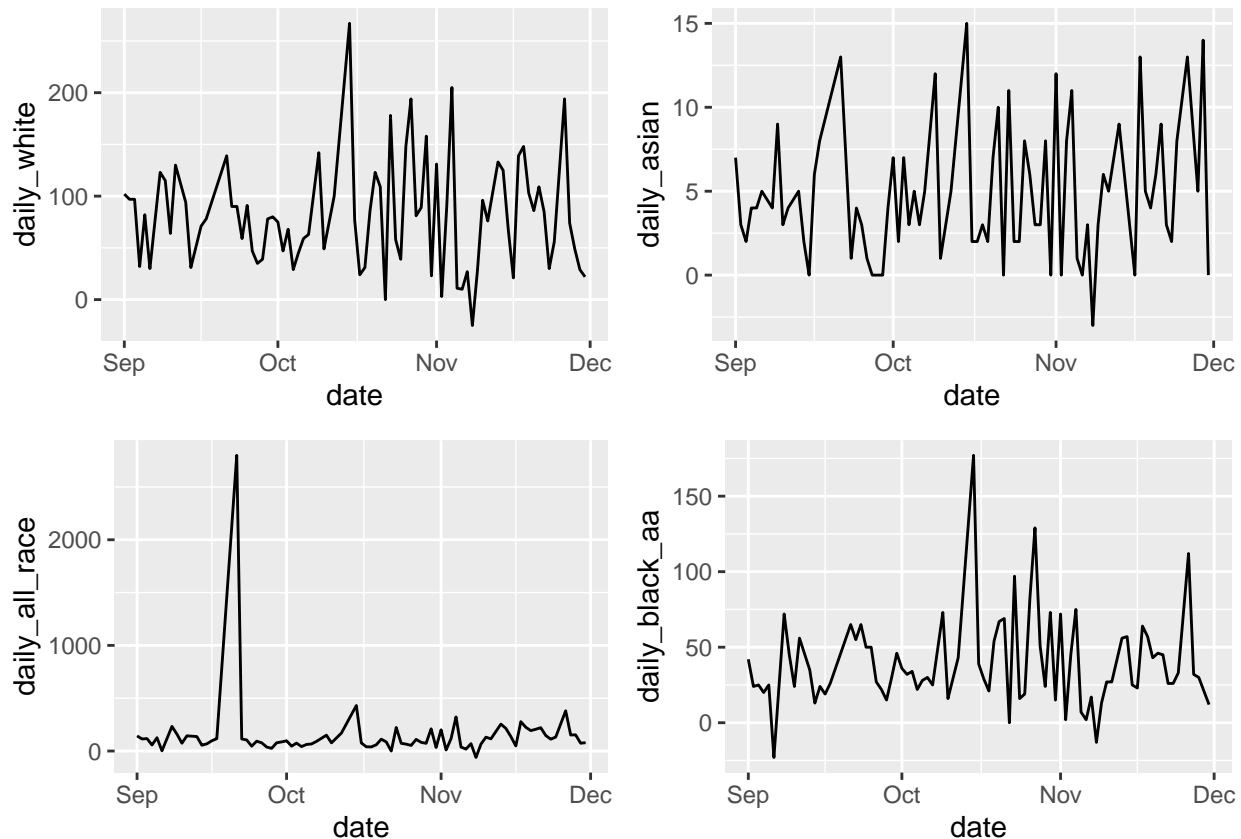 daily_white
200
100
0
Sep Oct Nov Dec
date
daily_asian
15
10
5
0
Sep Oct Nov Dec
date
daily_all_race
2000
1000
0
Sep Oct Nov Dec
date
daily_black_aa
150
100
50
0
Sep Oct Nov Dec
date